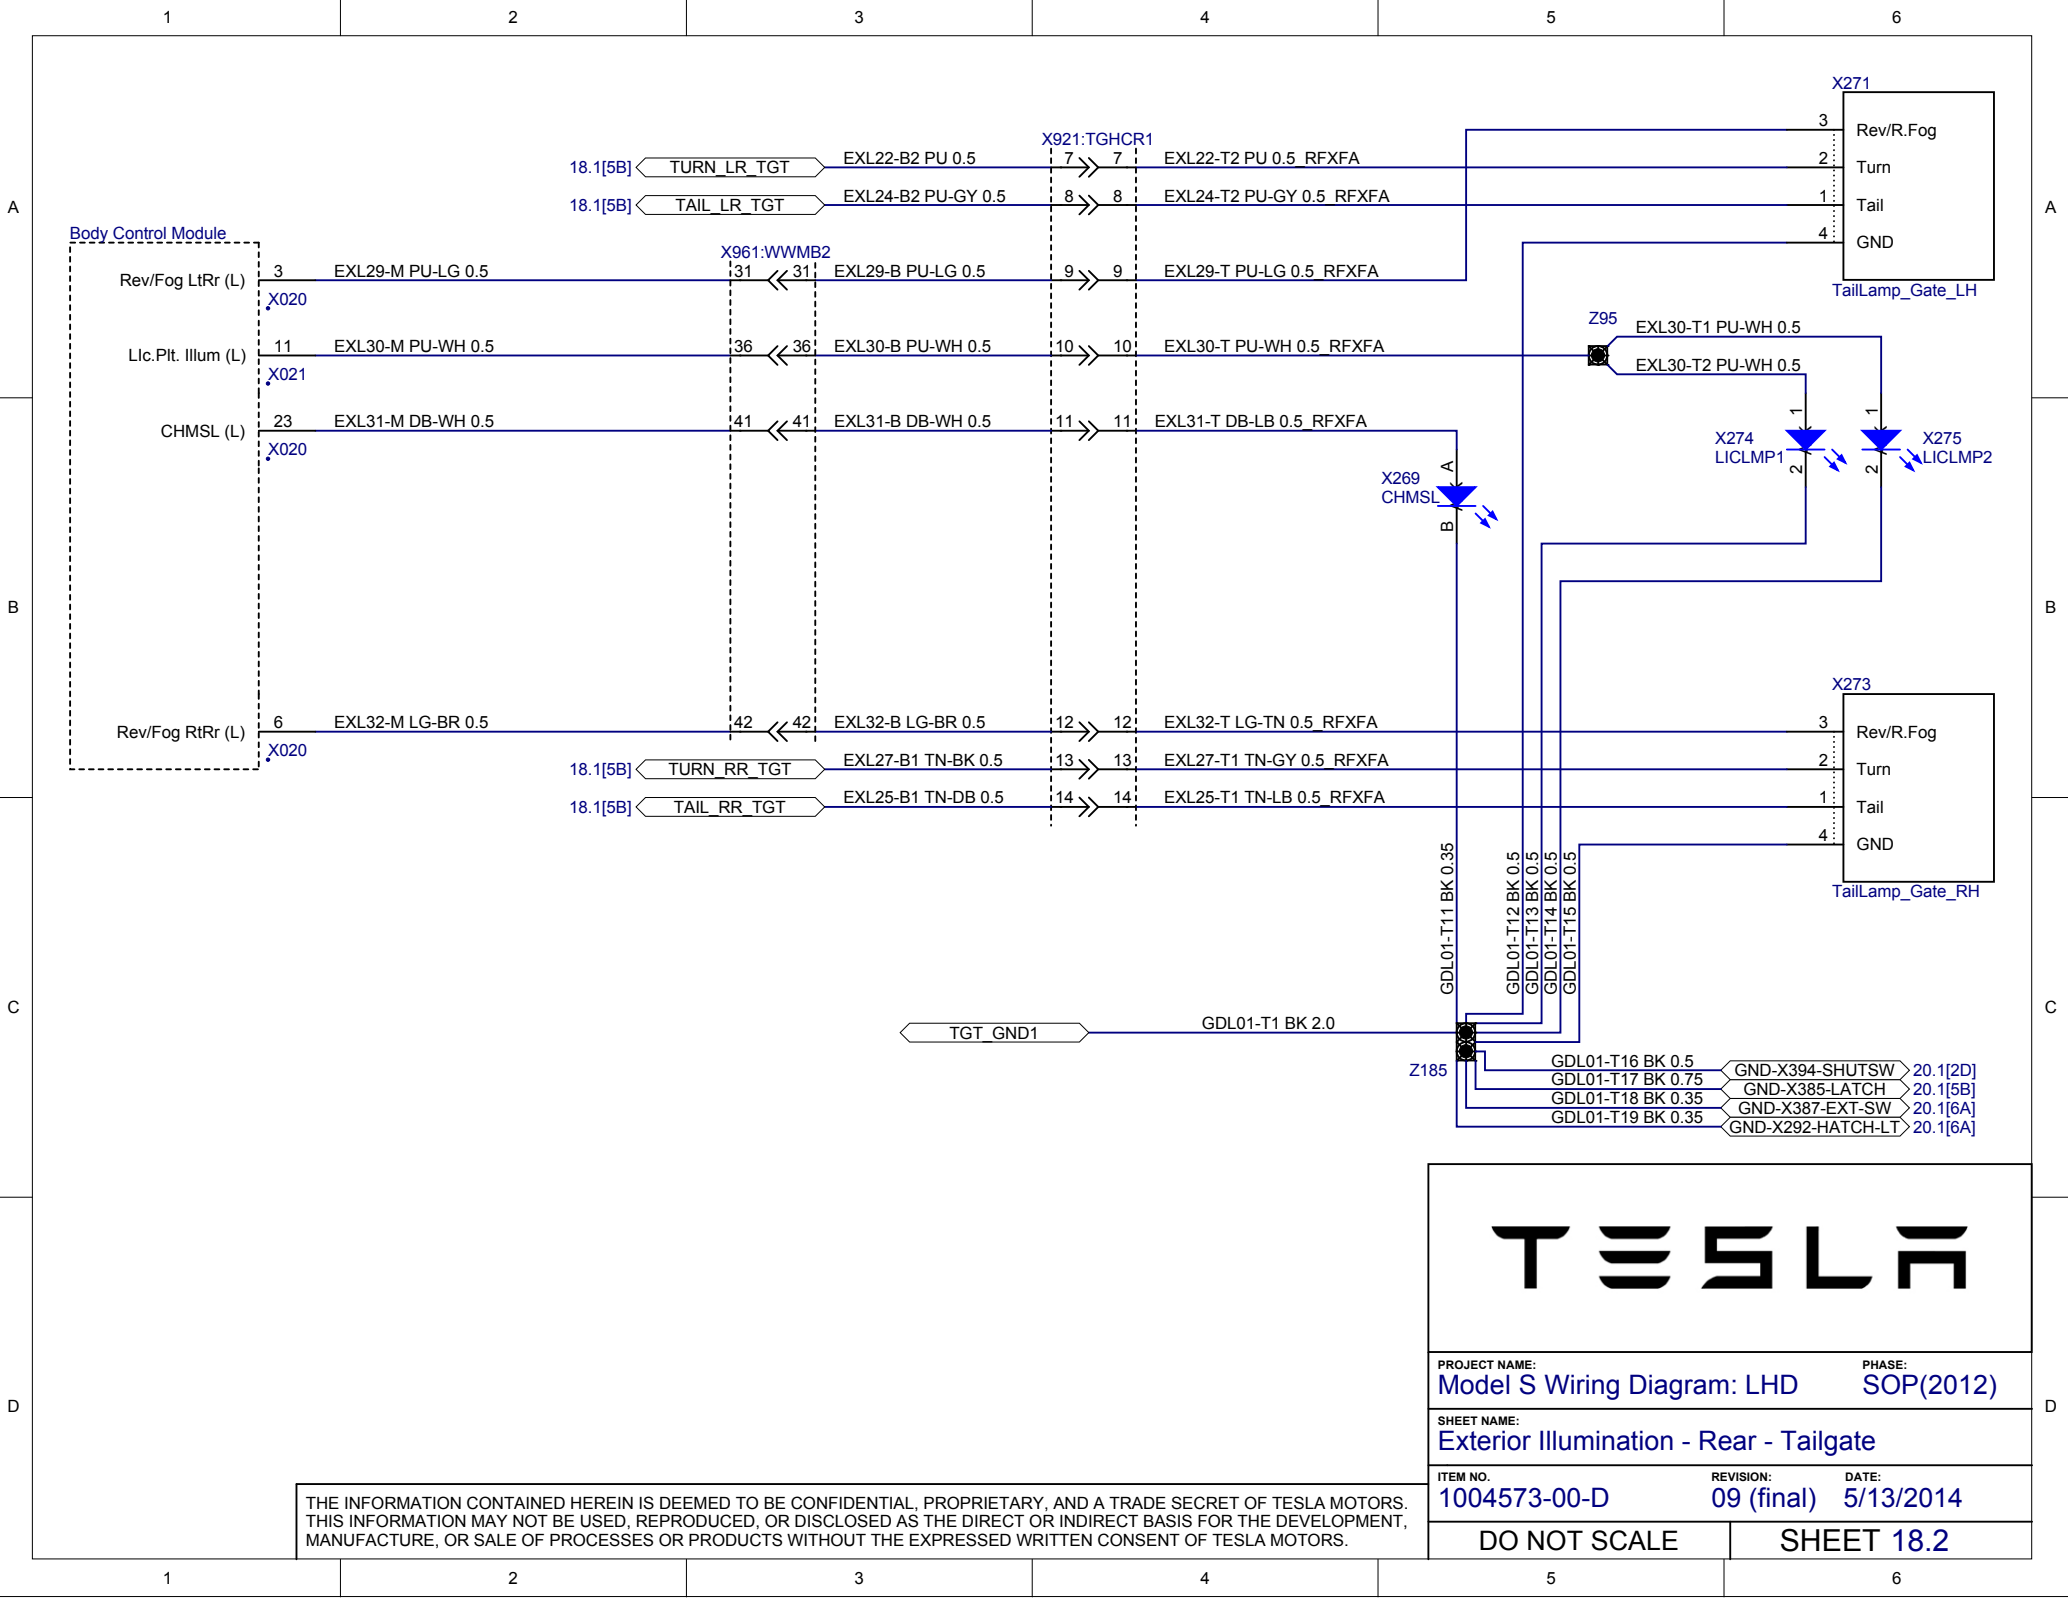 1 2 3 4 5 6
X271
3 Rev/R.Fog
X921:TGHCR1
18.1[5B] TURN_LR_TGT EXL22-B2 PU 0.5 7 7 EXL22-T2 PU 0.5_RFXFA 2 Turn
18.1[5B] TAIL_LR_TGT EXL24-B2 PU-GY 0.5 8 8 EXL24-T2 PU-GY 0.5_RFXFA 1 Tail
A A
Body Control Module
4 GND
X961:WWMB2
Rev/Fog LtRr (L) 3 EXL29-M PU-LG 0.5 31 31 EXL29-B PU-LG 0.5 9 9 EXL29-T PU-LG 0.5_RFXFA
X020
TailLamp_Gate_LH
Z95 EXL30-T1 PU-WH 0.5
LIc.Plt. Illum (L) 11 EXL30-M PU-WH 0.5 36 36 EXL30-B PU-WH 0.5 10 10 EXL30-T PU-WH 0.5_RFXFA
EXL30-T2 PU-WH 0.5
X021
CHMSL (L) 23 EXL31-M DB-WH 0.5 41 41 EXL31-B DB-WH 0.5 11 11 EXL31-T DB-LB 0.5_RFXFA
1 1
X020
X274 X275
LICLMP1 LICLMP2
2 2
A
X269
CHMSL
B
B B
X273
Rev/Fog RtRr (L) 6 EXL32-M LG-BR 0.5 42 42 EXL32-B LG-BR 0.5 12 12 EXL32-T LG-TN 0.5_RFXFA 3 Rev/R.Fog
X020
18.1[5B] TURN_RR_TGT EXL27-B1 TN-BK 0.5 13 13 EXL27-T1 TN-GY 0.5_RFXFA 2 Turn
18.1[5B] TAIL_RR_TGT EXL25-B1 TN-DB 0.5 14 14 EXL25-T1 TN-LB 0.5_RFXFA 1 Tail
4 GND
TailLamp_Gate_RH
GDL01-T11 BK 0.35
GDL01-T12 BK 0.5
GDL01-T13 BK 0.5
GDL01-T14 BK 0.5
GDL01-T15 BK 0.5
C C
TGT_GND1 GDL01-T1 BK 2.0
Z185
GDL01-T16 BK 0.5 GND-X394-SHUTSW 20.1[2D]
GDL01-T17 BK 0.75 GND-X385-LATCH 20.1[5B]
GDL01-T18 BK 0.35 GND-X387-EXT-SW 20.1[6A]
GDL01-T19 BK 0.35 GND-X292-HATCH-LT 20.1[6A]
TESLA
PROJECT NAME: PHASE:
Model S Wiring Diagram: LHD SOP(2012)
D D
SHEET NAME:
Exterior Illumination - Rear - Tailgate
ITEM NO. REVISION: DATE:
1004573-00-D 09 (final) 5/13/2014
DO NOT SCALE SHEET 18.2
THE INFORMATION CONTAINED HEREIN IS DEEMED TO BE CONFIDENTIAL, PROPRIETARY, AND A TRADE SECRET OF TESLA MOTORS.
THIS INFORMATION MAY NOT BE USED, REPRODUCED, OR DISCLOSED AS THE DIRECT OR INDIRECT BASIS FOR THE DEVELOPMENT,
MANUFACTURE, OR SALE OF PROCESSES OR PRODUCTS WITHOUT THE EXPRESSED WRITTEN CONSENT OF TESLA MOTORS.
1 2 3 4 5 6